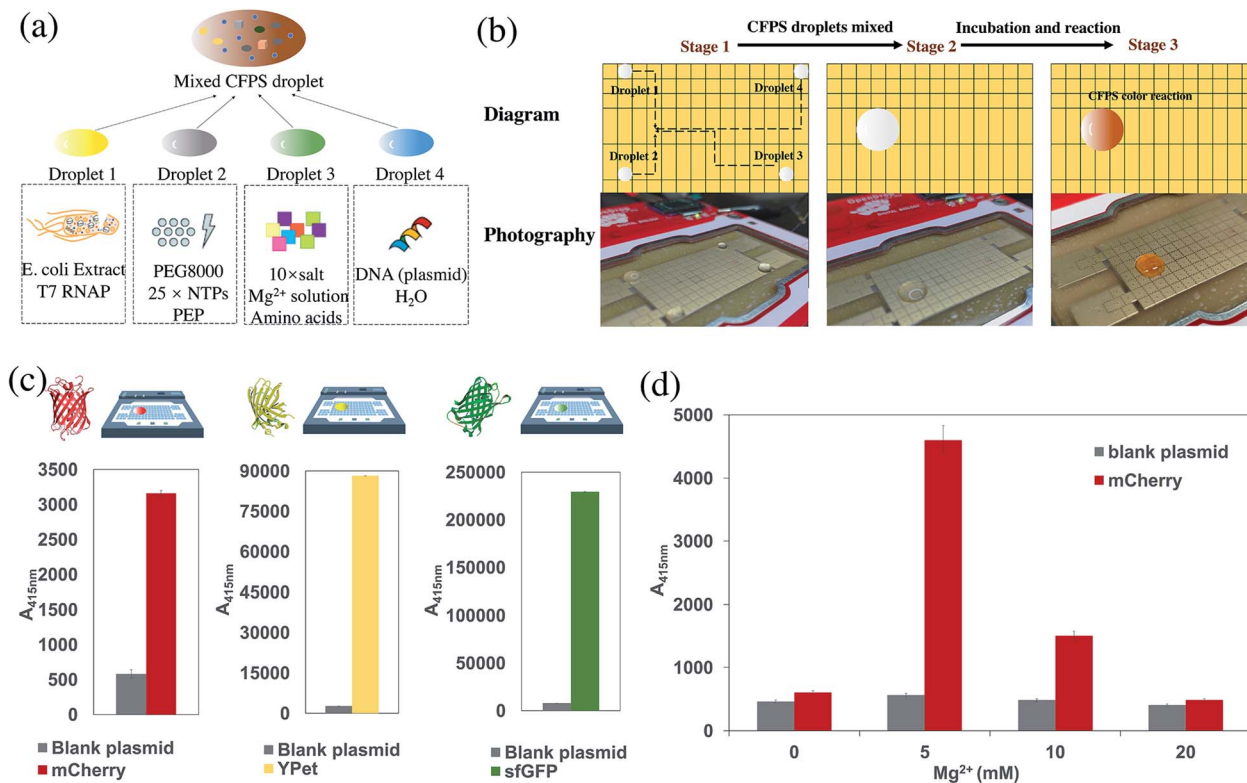 (a)
Mixed CFPS droplet
Droplet 1
Droplet 2
Droplet 3
Droplet 4
E. coli Extract
T7 RNAP
PEG8000
25 × NTPs
PEP
10×salt
Mg²⁺ solution
Amino acids
DNA (plasmid)
H₂O
(b)
CFPS droplets mixed
Incubation and reaction
Stage 1
Stage 2
Stage 3
Diagram
Droplet 1
Droplet 4
Droplet 2
Droplet 3
CFPS color reaction
Photography
OpenDrop
DIGITAL BIOLOGY
(c)
A₄₁₅nm
3500
3000
2500
2000
1500
1000
500
0
Blank plasmid
mCherry
A₄₁₅nm
90000
75000
60000
45000
30000
15000
0
Blank plasmid
YPet
A₄₁₅nm
250000
200000
150000
100000
50000
0
Blank plasmid
sfGFP
(d)
A₄₁₅nm
5000
4000
3000
2000
1000
0
blank plasmid
mCherry
0
5
10
20
Mg²⁺ (mM)